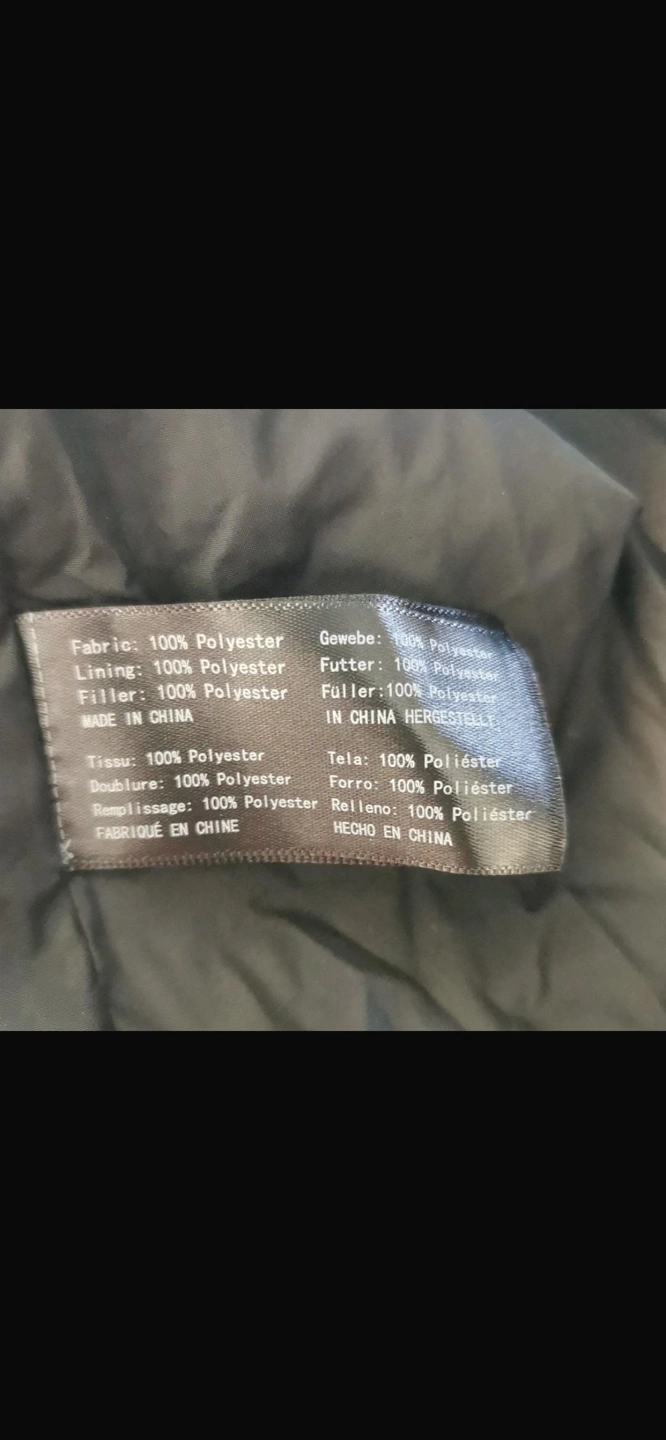 Fabric: 100% Polyester
Lining: 100% Polyester
Filler: 100% Polyester
MADE IN CHINA
Gewebe: 100% Polyester
Futter: 100% Polyester
Füller:100% Polyester
IN CHINA HERGESTELLT
Tissu: 100% Polyester
Doublure: 100% Polyester
Remplissage: 100% Polyester
FABRIQUÉ EN CHINE
Tela: 100% Poliéster
Forro: 100% Poliéster
Relleno: 100% Poliéster
HECHO EN CHINA